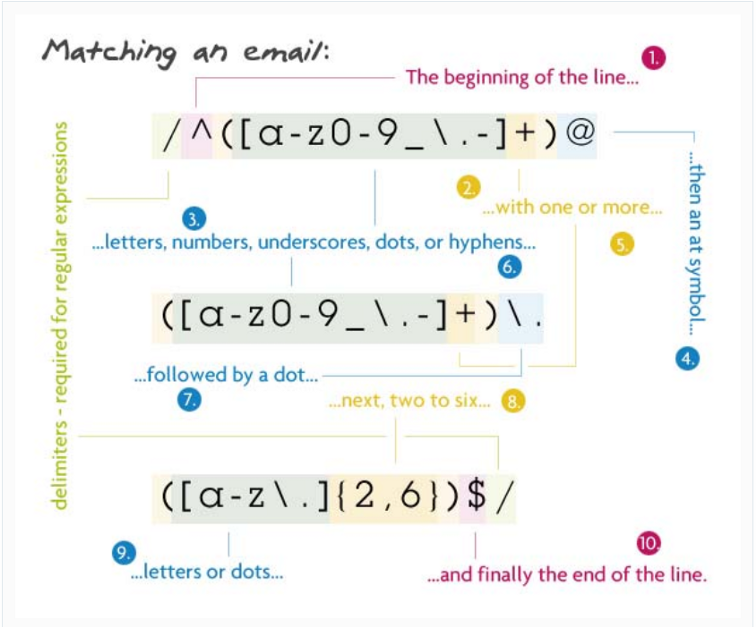 Matching an email:
1.
The beginning of the line...
/^([a-z0-9_\.-]+)@
2.
...with one or more...
3.
...letters, numbers, underscores, dots, or hyphens...
...then an at symbol...
4.
5.
6.
([a-z0-9_\.-]+)\.
...followed by a dot...
7.
...next, two to six...
8.
delimiters - required for regular expressions
([a-z\.]{2,6})$/
9.
...letters or dots...
10.
...and finally the end of the line.